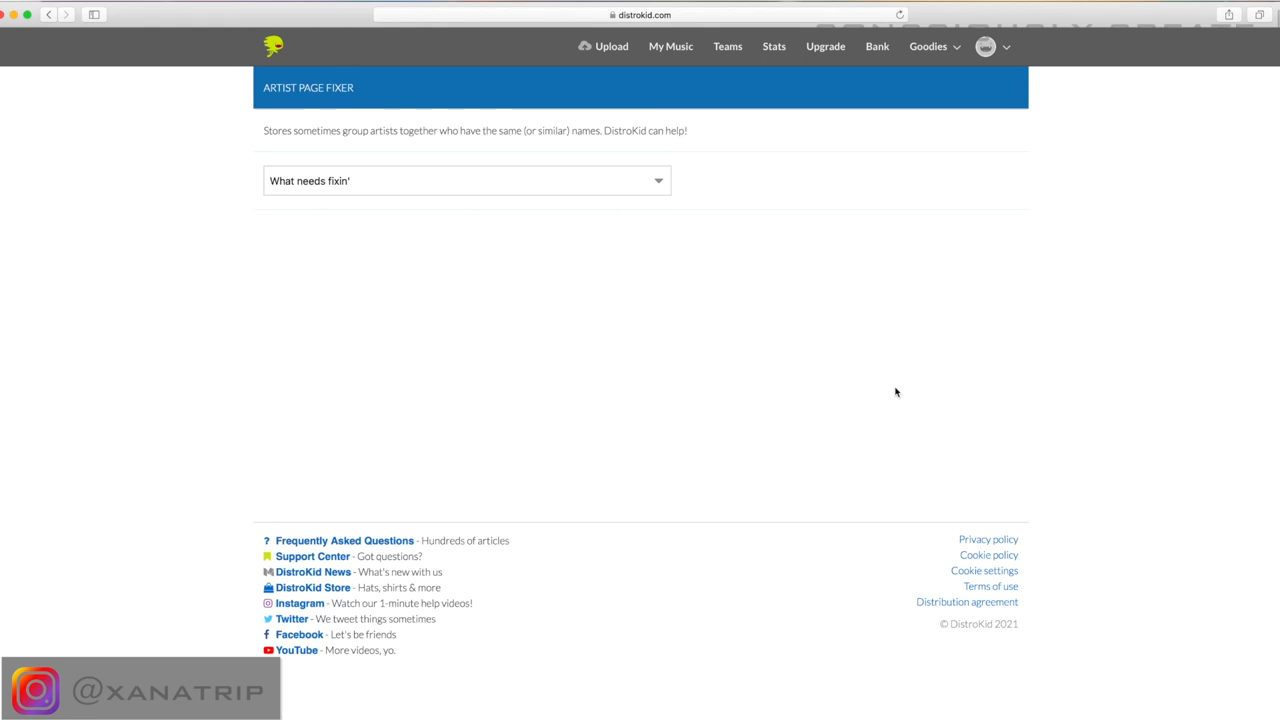 distrokid.com
CONSCIOUSLY CREATE
Upload My Music Teams Stats Upgrade Bank Goodies
ARTIST PAGE FIXER
Stores sometimes group artists together who have the same (or similar) names. DistroKid can help!
What needs fixin'
? Frequently Asked Questions - Hundreds of articles
Support Center - Got questions?
DistroKid News - What's new with us
DistroKid Store - Hats, shirts & more
Instagram - Watch our 1-minute help videos!
Twitter - We tweet things sometimes
Facebook - Let's be friends
YouTube - More videos, yo.
Privacy policy
Cookie policy
Cookie settings
Terms of use
Distribution agreement
© DistroKid 2021
@XANATRIP